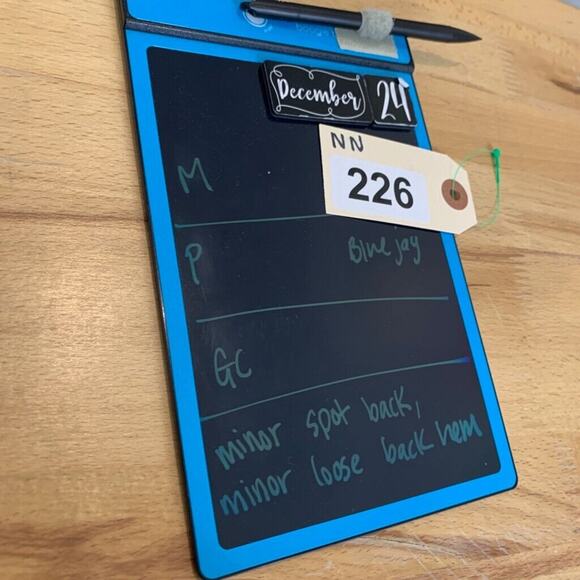 December 24
NN
226
M
P Blue jay
GC
minor spot back,
minor loose back hem